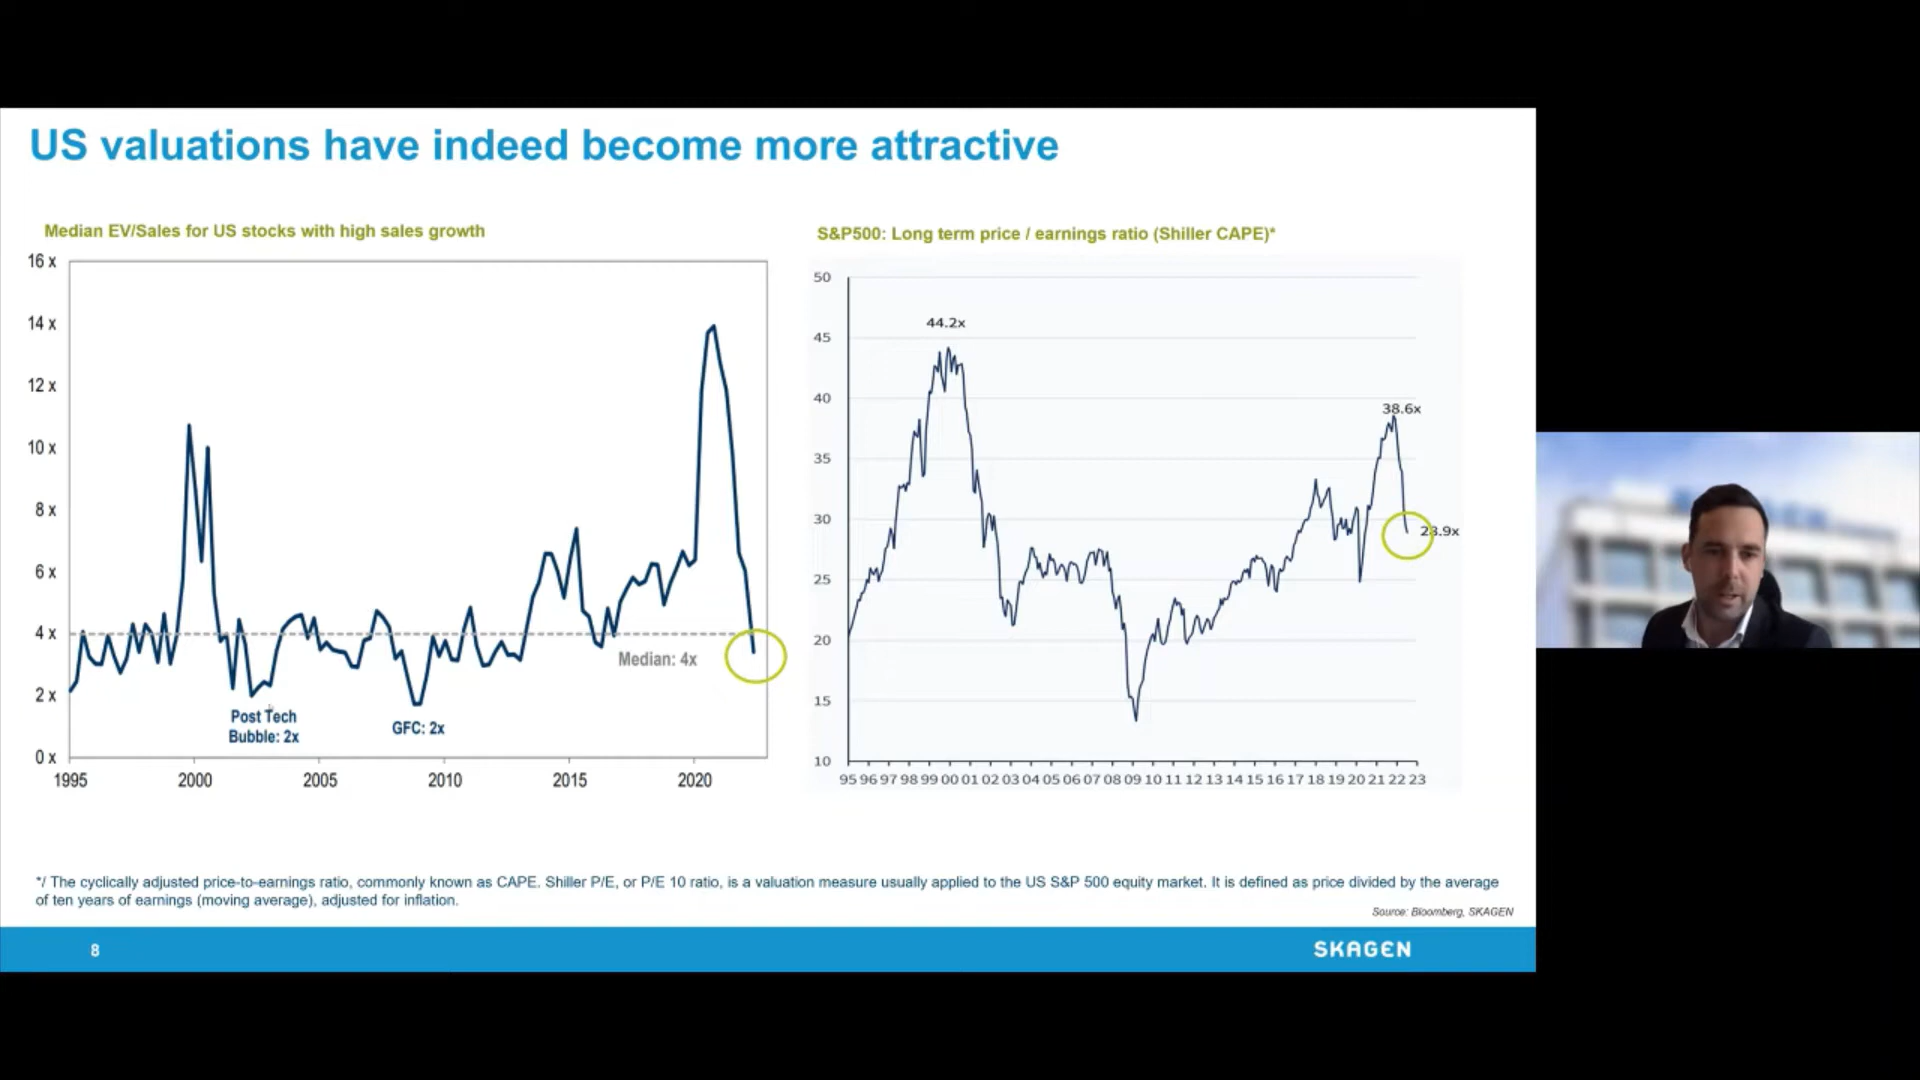 US valuations have indeed become more attractive
Median EV/Sales for US stocks with high sales growth
16 x
14 x
12 x
10 x
8 x
6 x
4 x
2 x
0 x
Median: 4x
Post Tech
Bubble: 2x
GFC: 2x
1995 2000 2005 2010 2015 2020
S&P500: Long term price / earnings ratio (Shiller CAPE)*
50
45
40
35
30
25
20
15
10
44.2x
38.6x
28.9x
95 96 97 98 99 00 01 02 03 04 05 06 07 08 09 10 11 12 13 14 15 16 17 18 19 20 21 22 23
*/ The cyclically adjusted price-to-earnings ratio, commonly known as CAPE. Shiller P/E, or P/E 10 ratio, is a valuation measure usually applied to the US S&P 500 equity market. It is defined as price divided by the average
of ten years of earnings (moving average), adjusted for inflation.
Source: Bloomberg, SKAGEN
8
SKAGEN